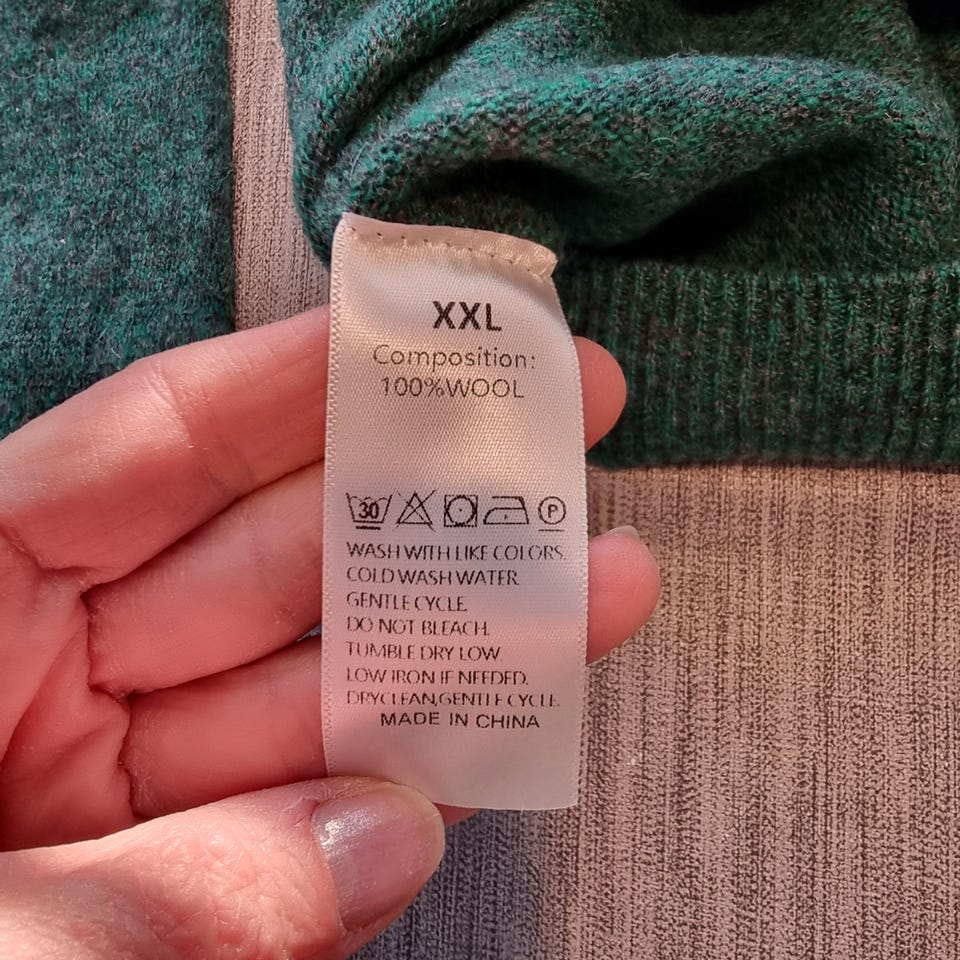 XXL
Composition:
100%WOOL
30 P
WASH WITH LIKE COLORS.
COLD WASH WATER.
GENTLE CYCLE.
DO NOT BLEACH.
TUMBLE DRY LOW.
LOW IRON IF NEEDED.
DRYCLEAN,GENTLE CYCLE.
MADE IN CHINA